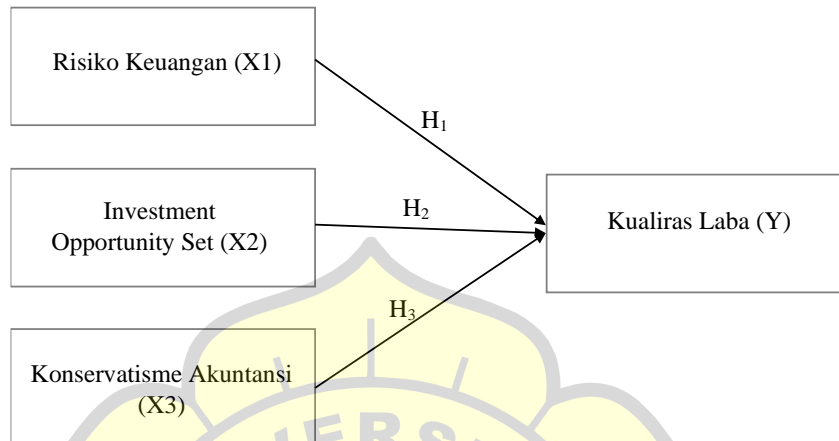 Risiko Keuangan (X1)
H1
Investment
Opportunity Set (X2)
H2
Kualiras Laba (Y)
H3
Konservatisme Akuntansi
(X3)